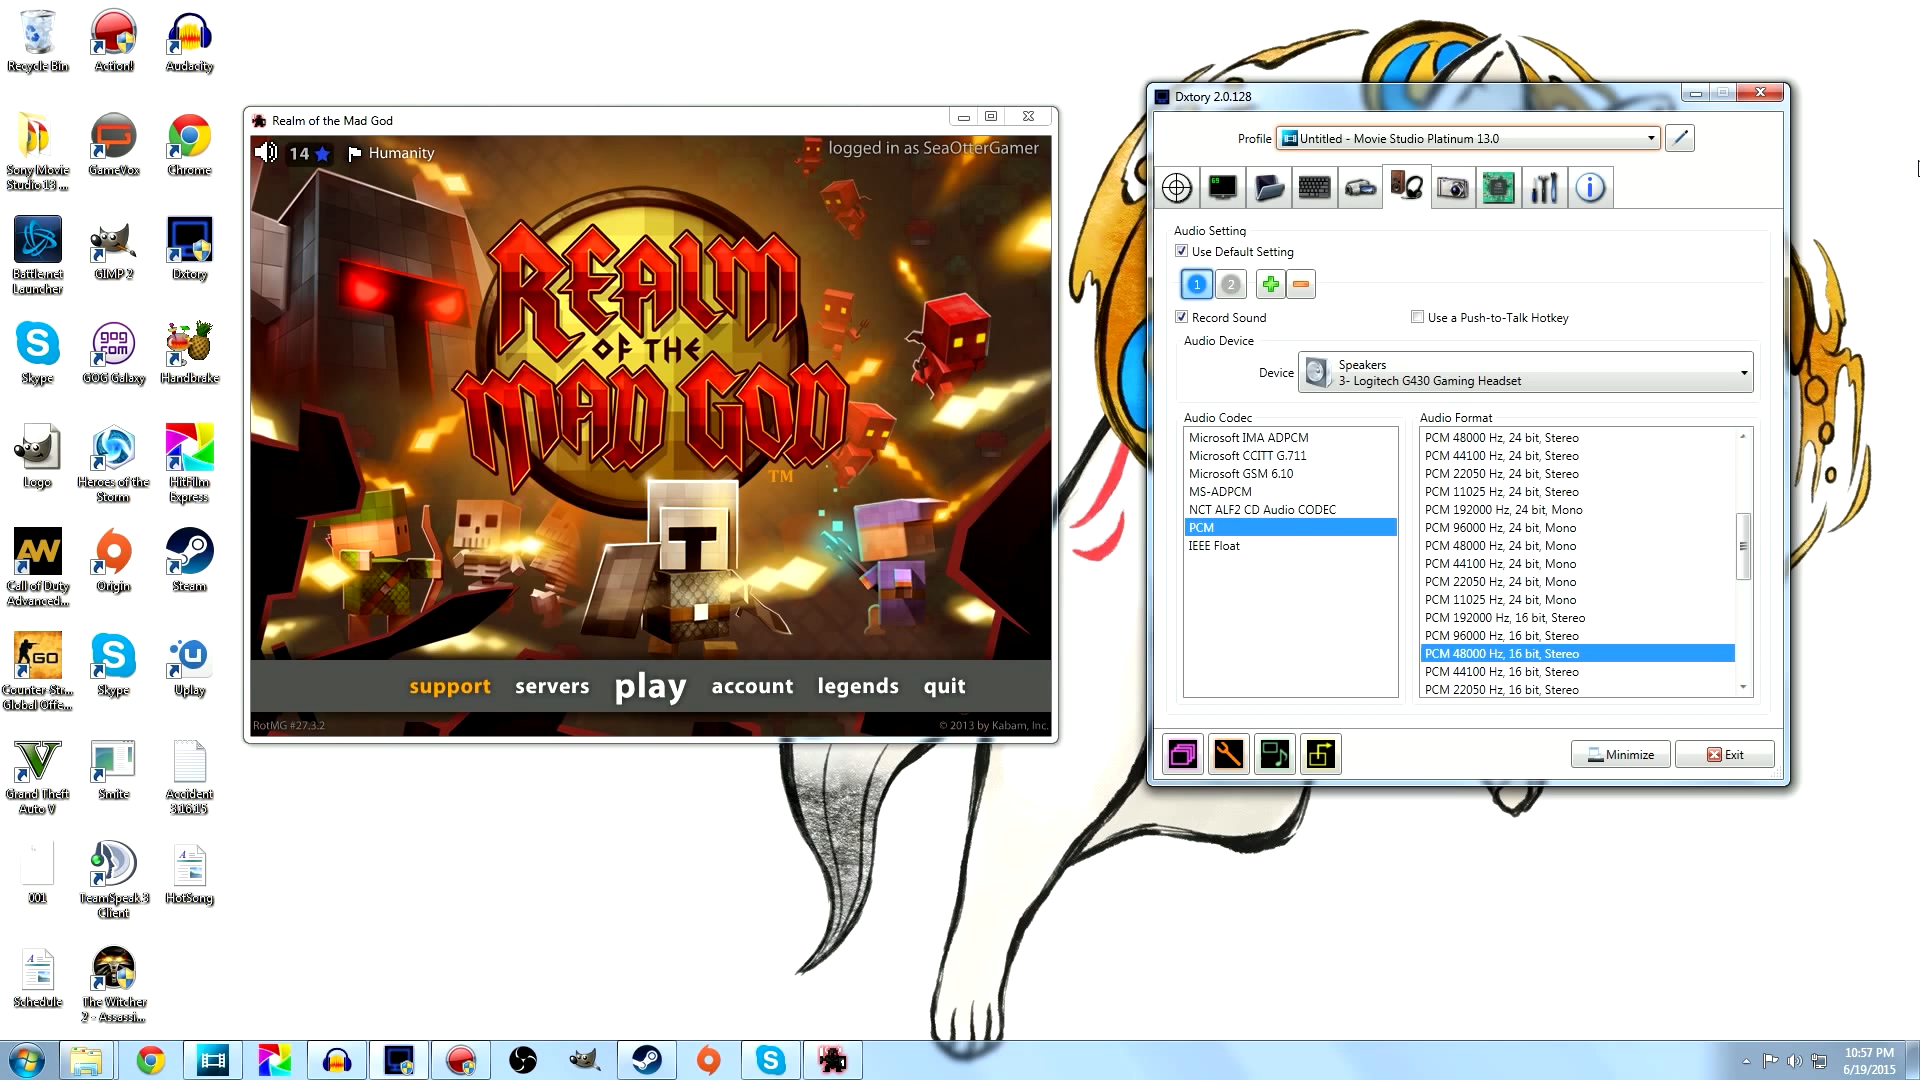 Recycle Bin
Action!
Audacity
Sony Movie Studio 13 ...
GameVox
Chrome
Battle.net Launcher
GIMP 2
Dxtory
Skype
GOG Galaxy
gog com
Handbrake
Logo
Heroes of the Storm
HitFilm Express
AW
Call of Duty Advanced...
Origin
Steam
GO
Counter-Str... Global Offe...
Skype
Uplay
Grand Theft Auto V
Smite
Accident 3.16.15
001
TeamSpeak 3 Client
HotSong
Schedule
The Witcher 2 - Assassi...
Realm of the Mad God
14
Humanity
logged in as SeaOtterGamer
REALM
OF THE
MAD GOD
TM
support servers play account legends quit
RotMG #27.3.2
© 2013 by Kabam, Inc.
Dxtory 2.0.128
Profile
Untitled - Movie Studio Platinum 13.0
69
Audio Setting
Use Default Setting
1
2
Record Sound
Use a Push-to-Talk Hotkey
Audio Device
Device
Speakers
3- Logitech G430 Gaming Headset
Audio Codec
Microsoft IMA ADPCM
Microsoft CCITT G.711
Microsoft GSM 6.10
MS-ADPCM
NCT ALF2 CD Audio CODEC
PCM
IEEE Float
Audio Format
PCM 48000 Hz, 24 bit, Stereo
PCM 44100 Hz, 24 bit, Stereo
PCM 22050 Hz, 24 bit, Stereo
PCM 11025 Hz, 24 bit, Stereo
PCM 192000 Hz, 24 bit, Mono
PCM 96000 Hz, 24 bit, Mono
PCM 48000 Hz, 24 bit, Mono
PCM 44100 Hz, 24 bit, Mono
PCM 22050 Hz, 24 bit, Mono
PCM 11025 Hz, 24 bit, Mono
PCM 192000 Hz, 16 bit, Stereo
PCM 96000 Hz, 16 bit, Stereo
PCM 48000 Hz, 16 bit, Stereo
PCM 44100 Hz, 16 bit, Stereo
PCM 22050 Hz, 16 bit, Stereo
Minimize
Exit
10:57 PM
6/19/2015